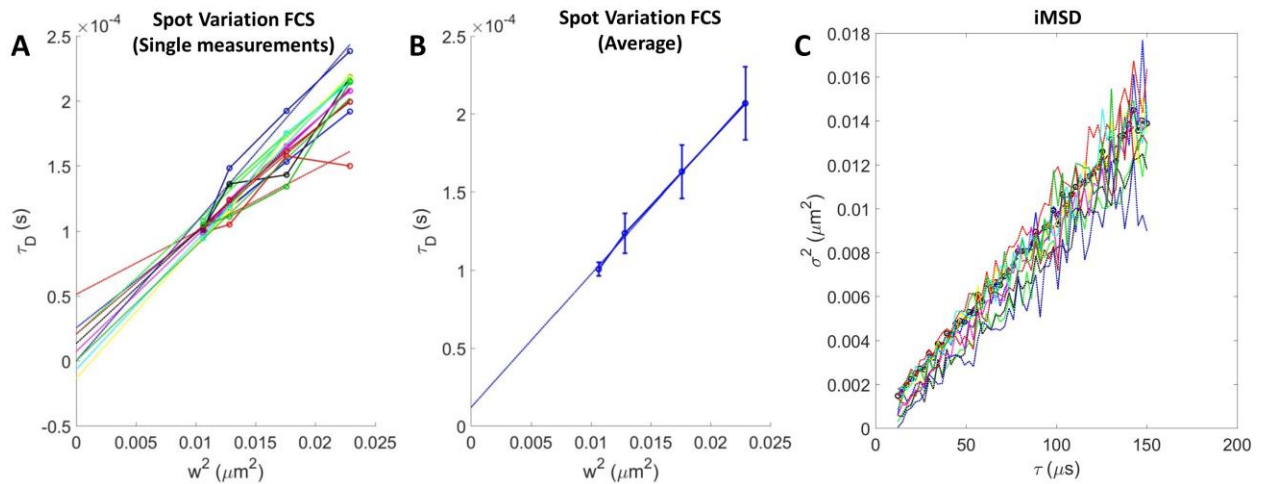 A
Spot Variation FCS
(Single measurements)
×10⁻⁴
2.5
2
1.5
1
0.5
0
-0.5
τ_D (s)
0 0.005 0.01 0.015 0.02 0.025
w² (μm²)
B
Spot Variation FCS
(Average)
×10⁻⁴
2.5
2
1.5
1
0.5
0
0 0.005 0.01 0.015 0.02 0.025
τ_D (s)
w² (μm²)
C
iMSD
0.018
0.016
0.014
0.012
0.01
0.008
0.006
0.004
0.002
0
σ² (μm²)
0 50 100 150 200
τ (μs)